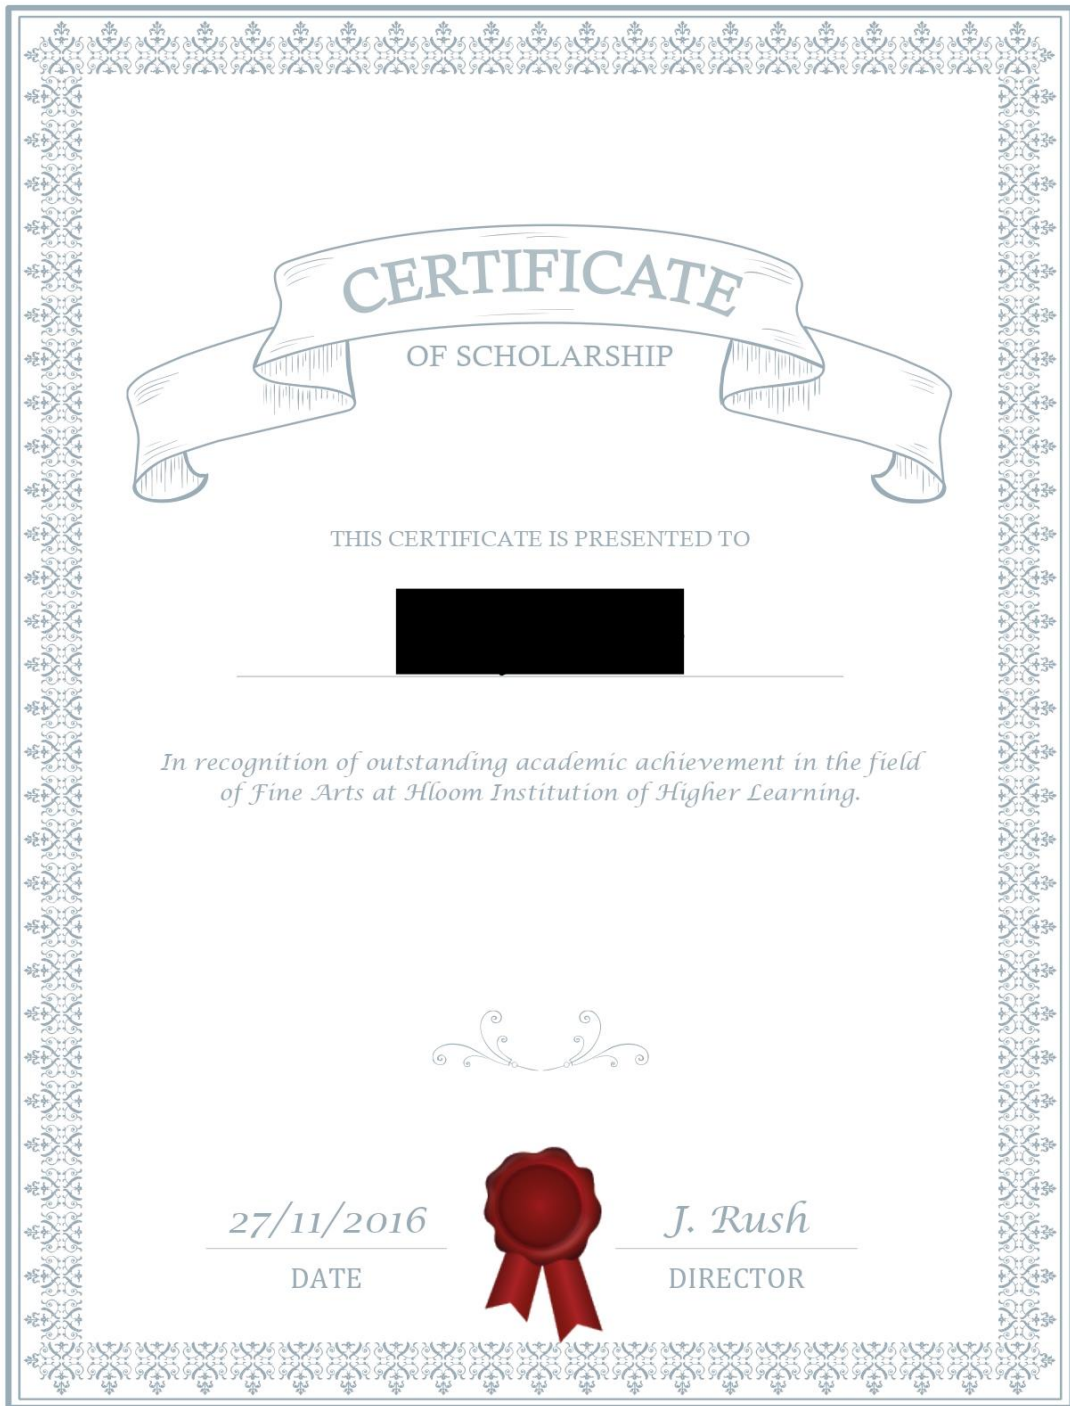 CERTIFICATE
OF SCHOLARSHIP
THIS CERTIFICATE IS PRESENTED TO
In recognition of outstanding academic achievement in the field
of Fine Arts at Hloom Institution of Higher Learning.
27/11/2016
J. Rush
DATE
DIRECTOR